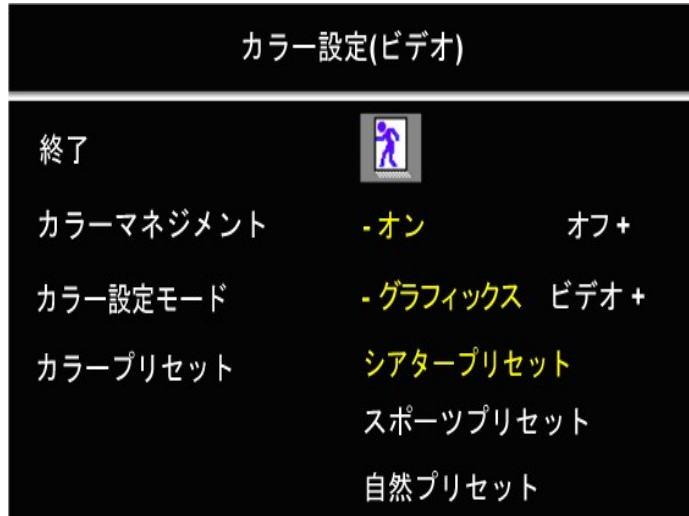 カラー設定(ビデオ)
終了
カラーマネジメント - オン オフ +
カラー設定モード - グラフィックス ビデオ +
カラープリセット シアタープリセット
スポーツプリセット
自然プリセット